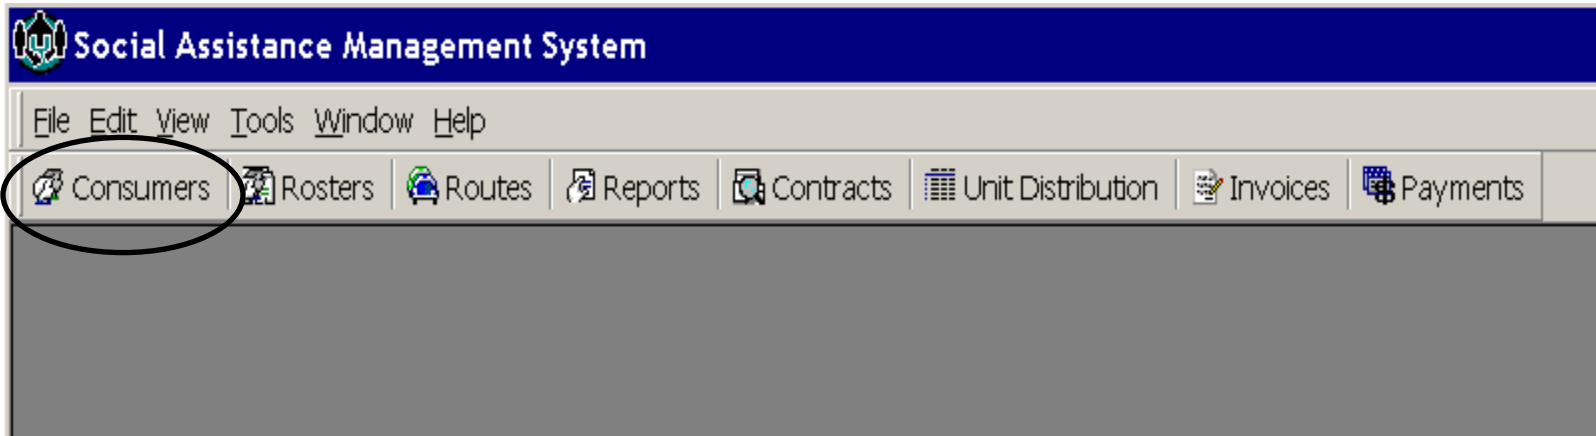 Social Assistance Management System
File Edit View Tools Window Help
Consumers Rosters Routes Reports Contracts Unit Distribution Invoices Payments